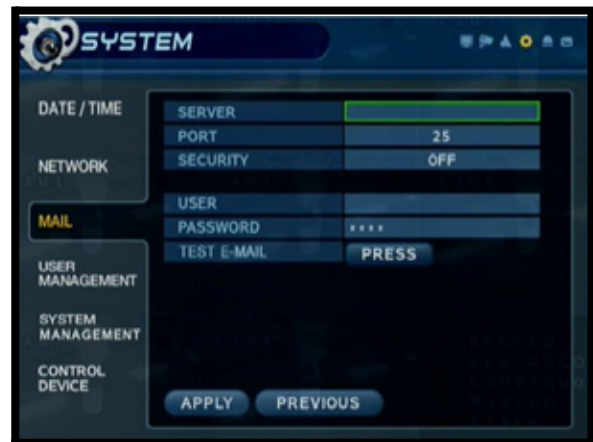 SYSTEM
DATE / TIME
NETWORK
MAIL
USER
MANAGEMENT
SYSTEM
MANAGEMENT
CONTROL
DEVICE
SERVER
PORT 25
SECURITY OFF
USER
PASSWORD ****
TEST E-MAIL PRESS
APPLY PREVIOUS